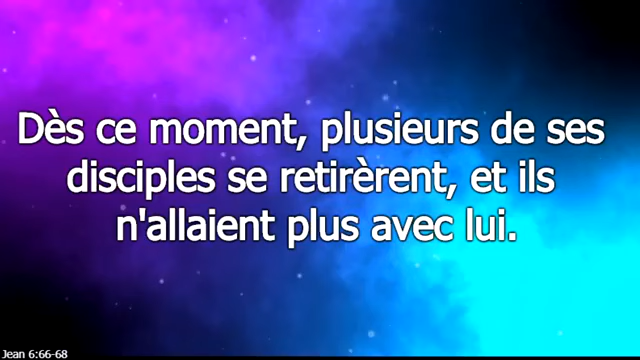 Dès ce moment, plusieurs de ses
disciples se retirèrent, et ils
n'allaient plus avec lui.
Jean 6:66-68